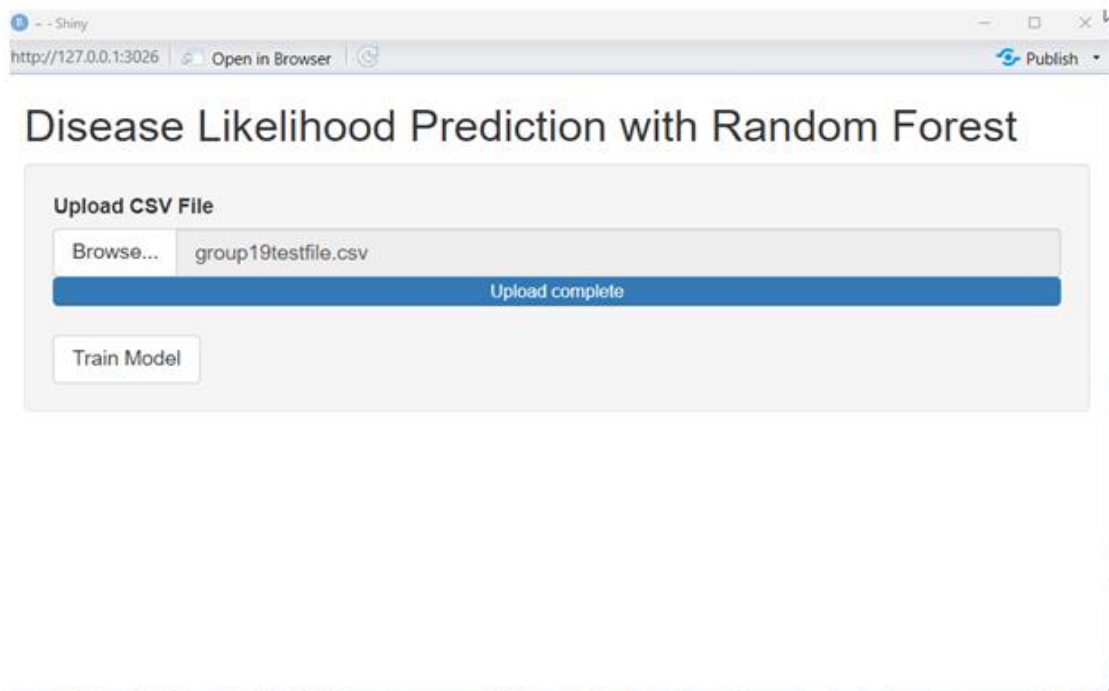 - - Shiny
http://127.0.0.1:3026 Open in Browser Publish
Disease Likelihood Prediction with Random Forest
Upload CSV File
Browse... group19testfile.csv
Upload complete
Train Model